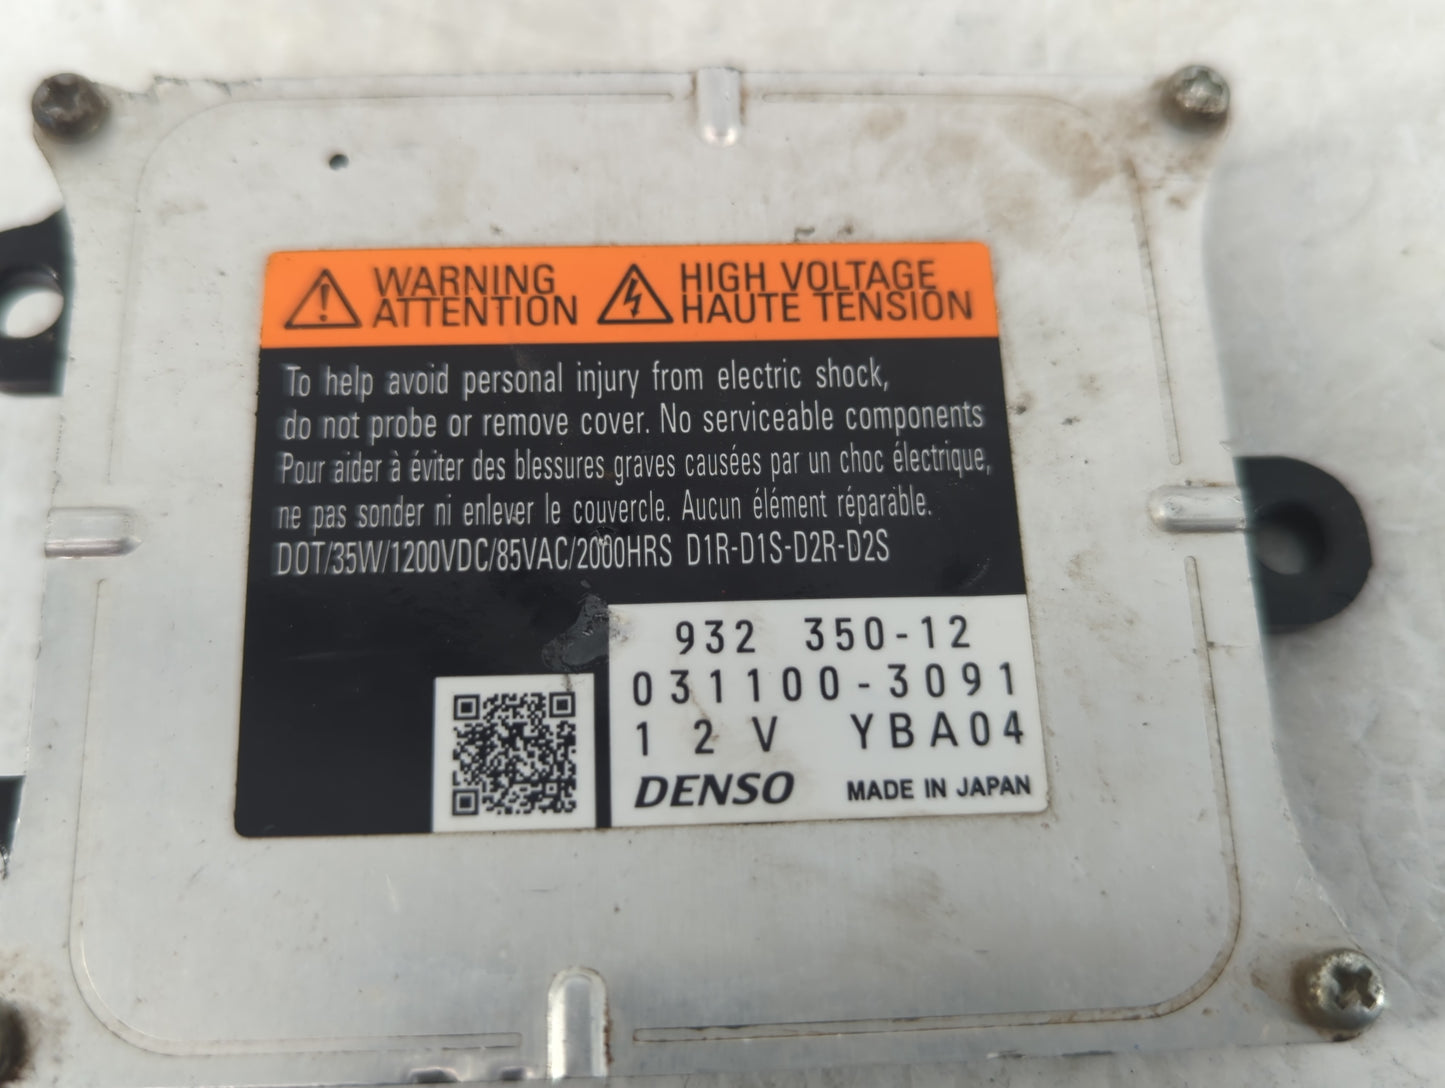 WARNING
ATTENTION
HIGH VOLTAGE
HAUTE TENSION
To help avoid personal injury from electric shock,
do not probe or remove cover. No serviceable components
Pour aider à éviter des blessures graves causées par un choc électrique,
ne pas sonder ni enlever le couvercle. Aucun élément réparable.
DOT/35W/1200VDC/85VAC/2000HRS D1R-D1S-D2R-D2S
932 350-12
031100-3091
12V YBA04
DENSO MADE IN JAPAN